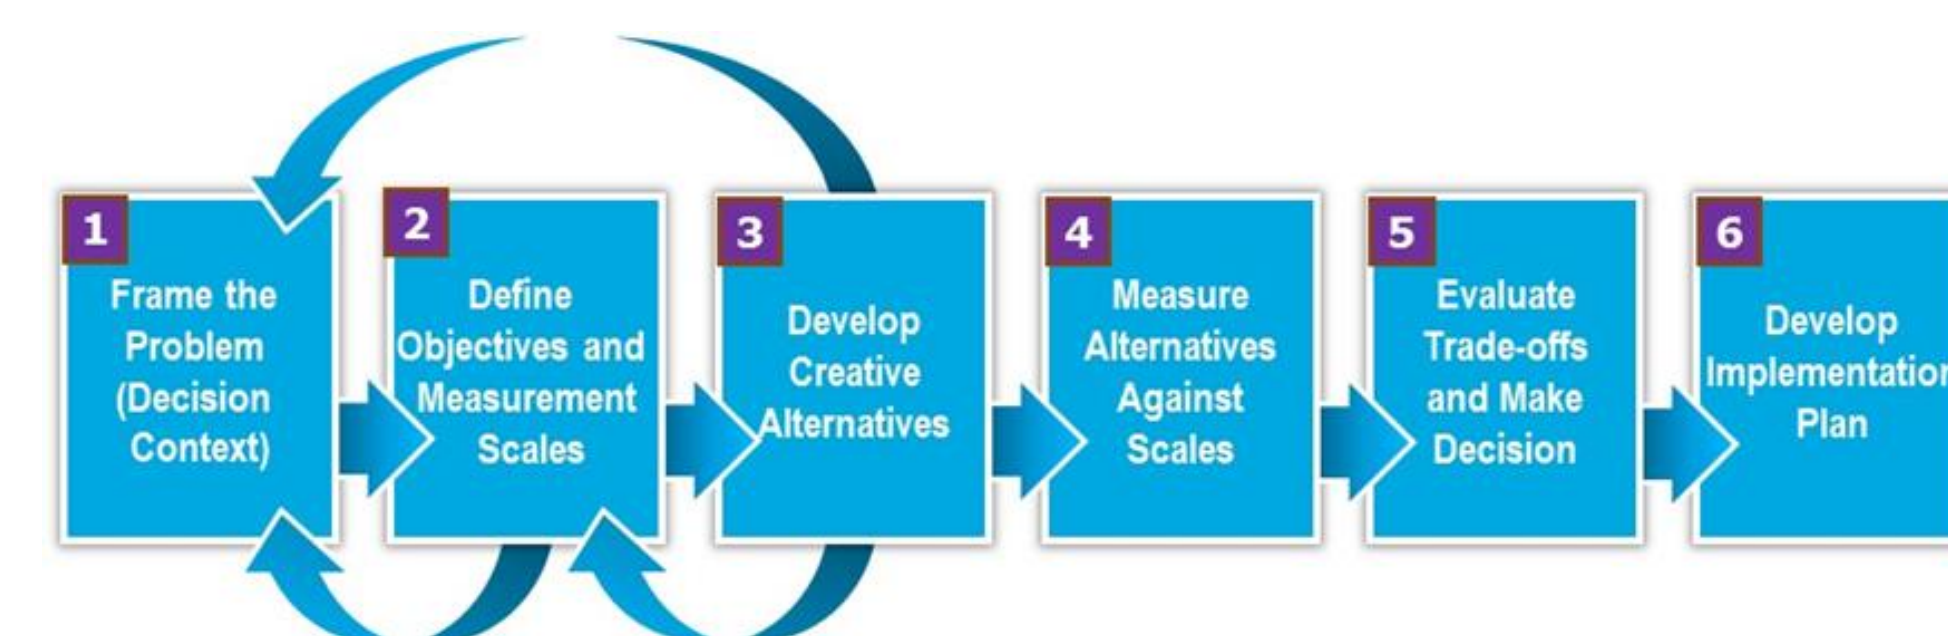 1
Frame the
Problem
(Decision
Context)
2
Define
Objectives and
Measurement
Scales
3
Develop
Creative
Alternatives
4
Measure
Alternatives
Against
Scales
5
Evaluate
Trade-offs
and Make
Decision
6
Develop
Implementation
Plan